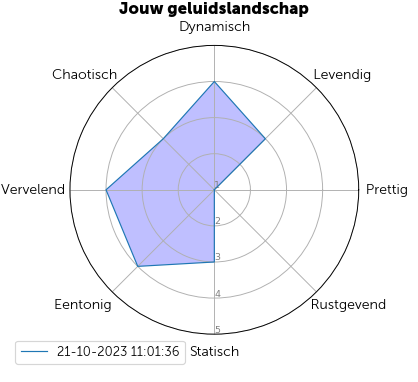 Jouw geluidslandschap
Dynamisch
Chaotisch
Levendig
Vervelend
1
Prettig
2
3
Eentonig
4
Rustgevend
5
21-10-2023 11:01:36
Statisch